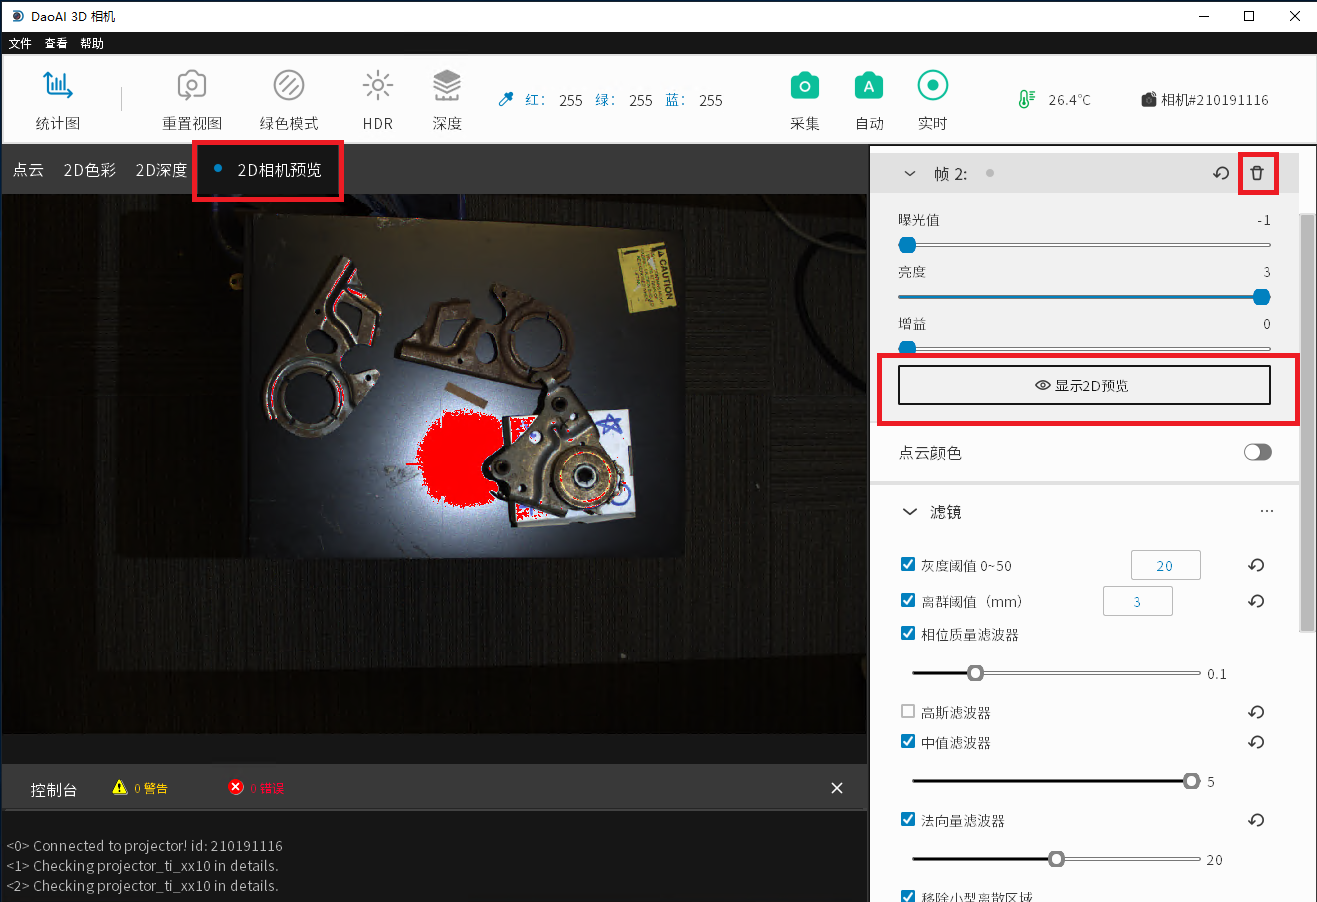 DaoAI 3D 相机
文件 查看 帮助
统计图 重置视图 绿色模式 HDR 深度 红: 255 绿: 255 蓝: 255 采集 自动 实时 26.4℃ 相机#210191116
点云 2D色彩 2D深度 2D相机预览
CAUTION
帧 2:
曝光值 -1
亮度 3
增益 0
显示2D预览
点云颜色
滤镜 ...
灰度阈值 0~50 20
离群阈值（mm） 3
相位质量滤波器
0.1
高斯滤波器
中值滤波器
5
法向量滤波器
20
移除小型离散区域
控制台 0 警告 0 错误
<0> Connected to projector! id: 210191116
<1> Checking projector_ti_xx10 in details.
<2> Checking projector_ti_xx10 in details.